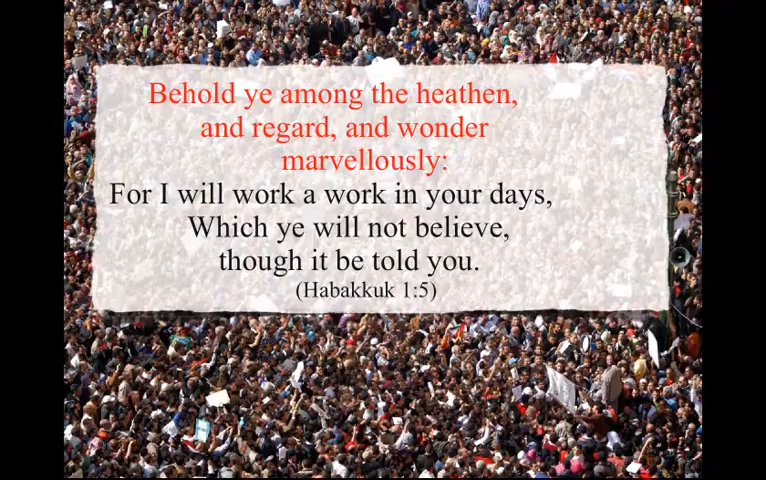 Behold ye among the heathen,
and regard, and wonder
marvellously:
For I will work a work in your days,
Which ye will not believe,
though it be told you.
(Habakkuk 1:5)